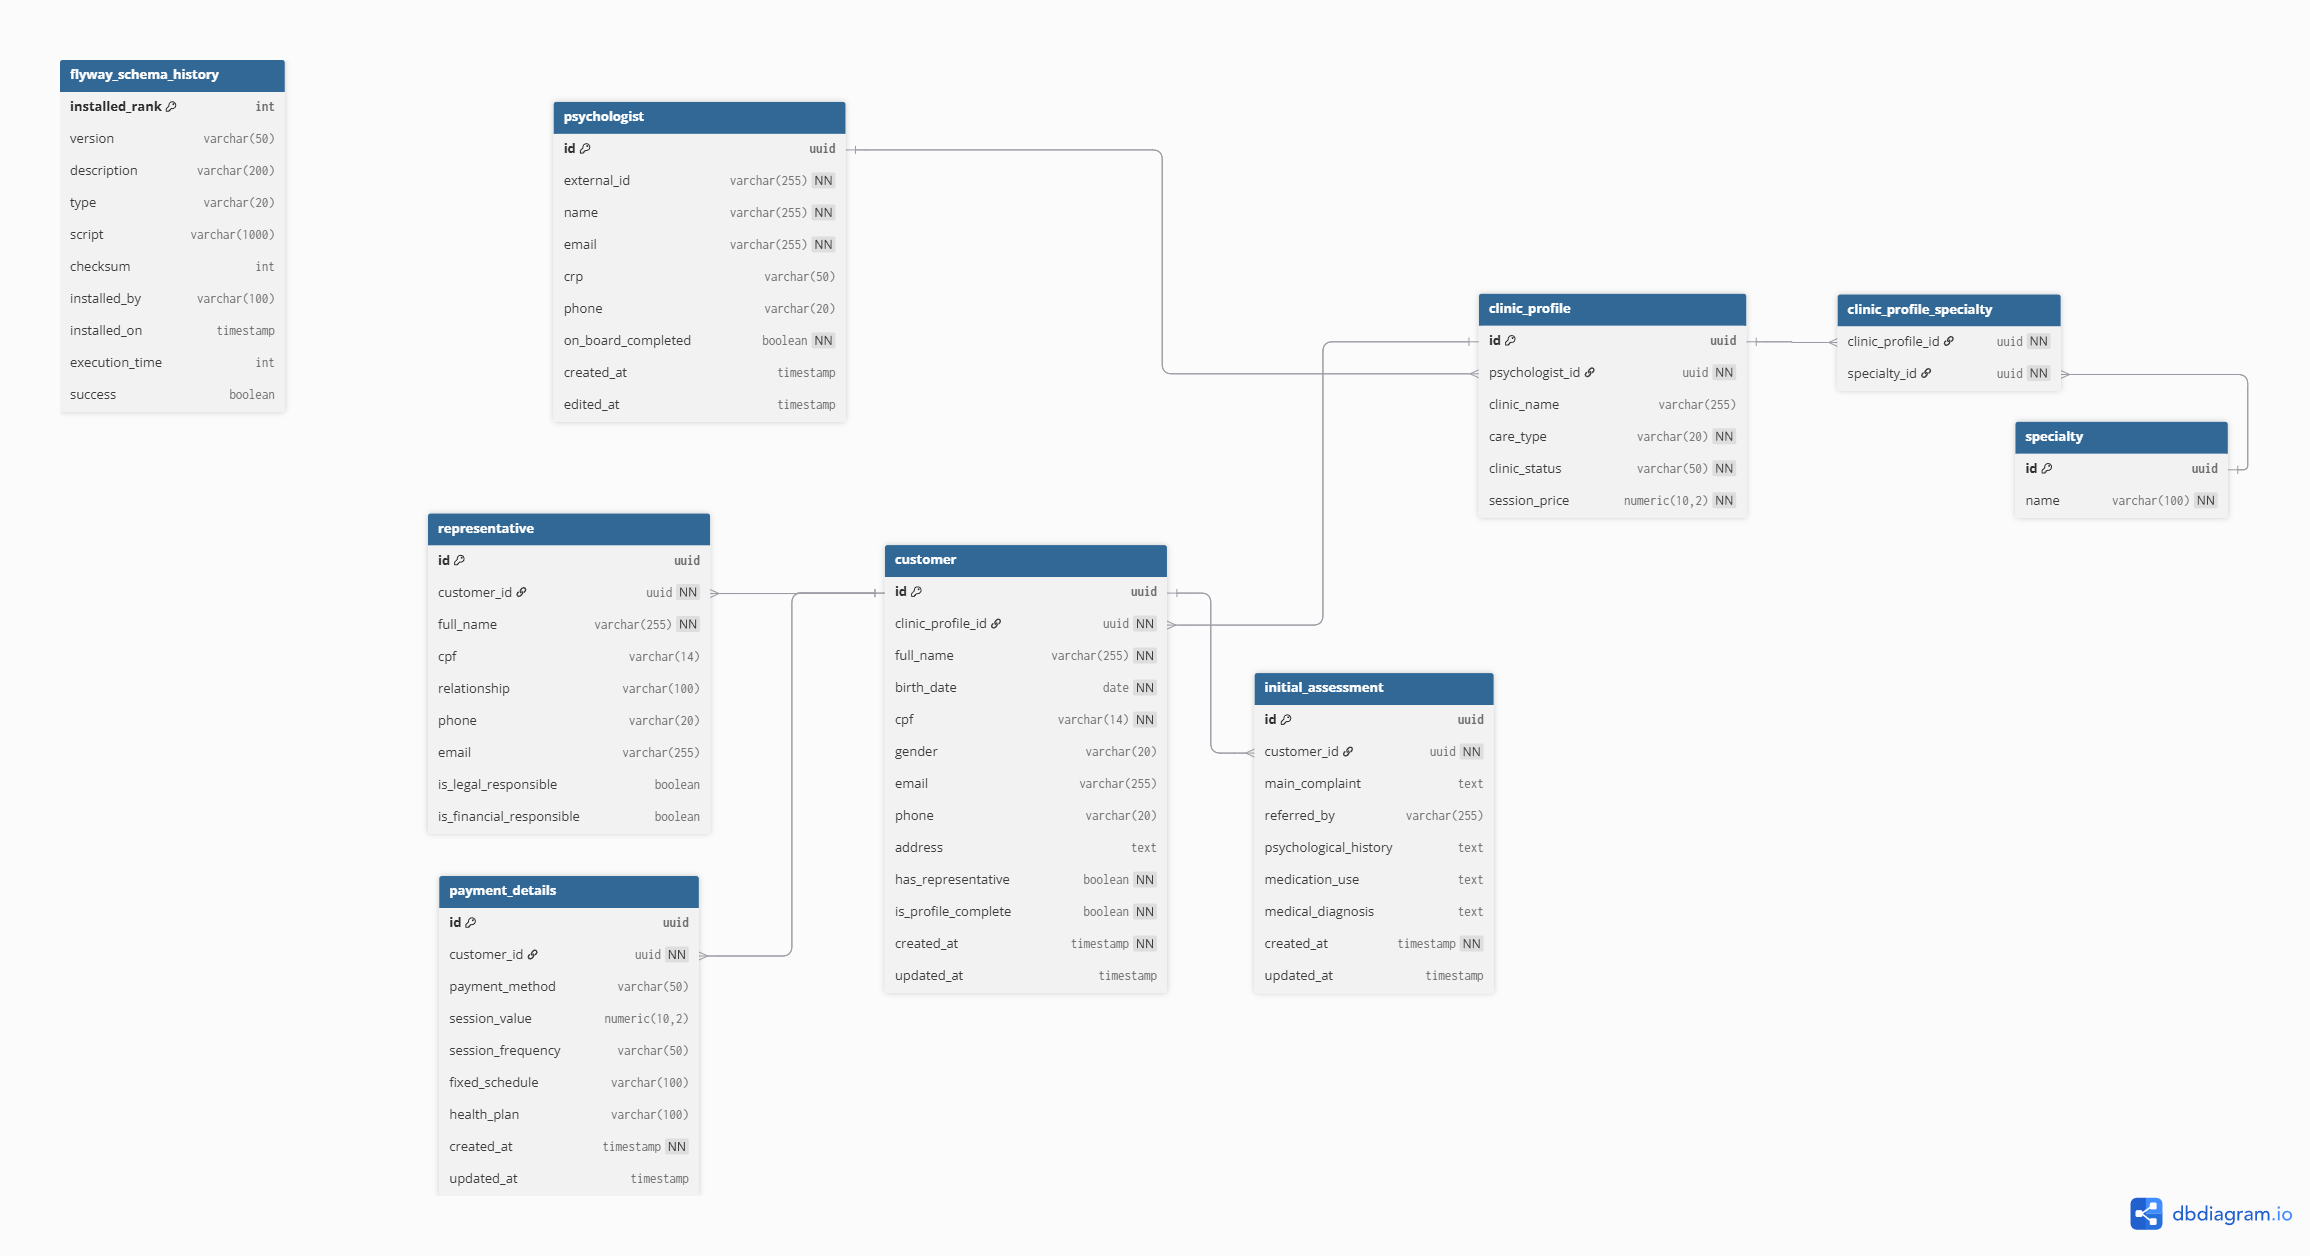 flyway_schema_history
installed_rank int
version varchar(50)
description varchar(200)
type varchar(20)
script varchar(1000)
checksum int
installed_by varchar(100)
installed_on timestamp
execution_time int
success boolean
psychologist
id uuid
external_id varchar(255) NN
name varchar(255) NN
email varchar(255) NN
crp varchar(50)
phone varchar(20)
on_board_completed boolean NN
created_at timestamp
edited_at timestamp
clinic_profile
id uuid
psychologist_id uuid NN
clinic_name varchar(255)
care_type varchar(20) NN
clinic_status varchar(50) NN
session_price numeric(10,2) NN
clinic_profile_specialty
clinic_profile_id uuid NN
specialty_id uuid NN
specialty
id uuid
name varchar(100) NN
representative
id uuid
customer_id uuid NN
full_name varchar(255) NN
cpf varchar(14)
relationship varchar(100)
phone varchar(20)
email varchar(255)
is_legal_responsible boolean
is_financial_responsible boolean
customer
id uuid
clinic_profile_id uuid NN
full_name varchar(255) NN
birth_date date NN
cpf varchar(14) NN
gender varchar(20)
email varchar(255)
phone varchar(20)
address text
has_representative boolean NN
is_profile_complete boolean NN
created_at timestamp NN
updated_at timestamp
initial_assessment
id uuid
customer_id uuid NN
main_complaint text
referred_by varchar(255)
psychological_history text
medication_use text
medical_diagnosis text
created_at timestamp NN
updated_at timestamp
payment_details
id uuid
customer_id uuid NN
payment_method varchar(50)
session_value numeric(10,2)
session_frequency varchar(50)
fixed_schedule varchar(100)
health_plan varchar(100)
created_at timestamp NN
updated_at timestamp
dbdiagram.io